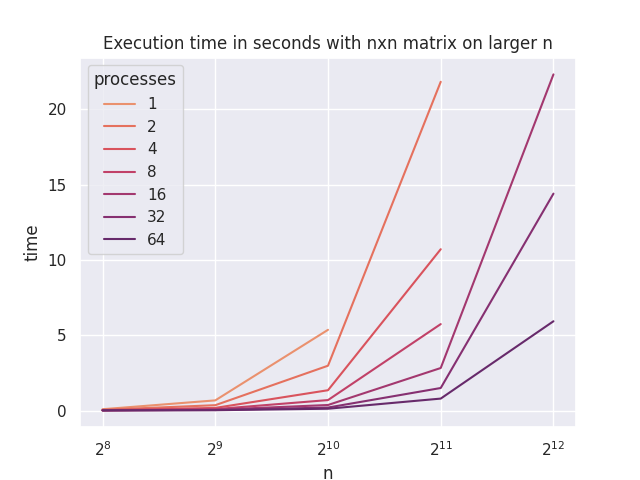 Execution time in seconds with nxn matrix on larger n
processes
1
2
4
8
16
32
64
20
15
10
5
0
time
2^8 2^9 2^10 2^11 2^12
n